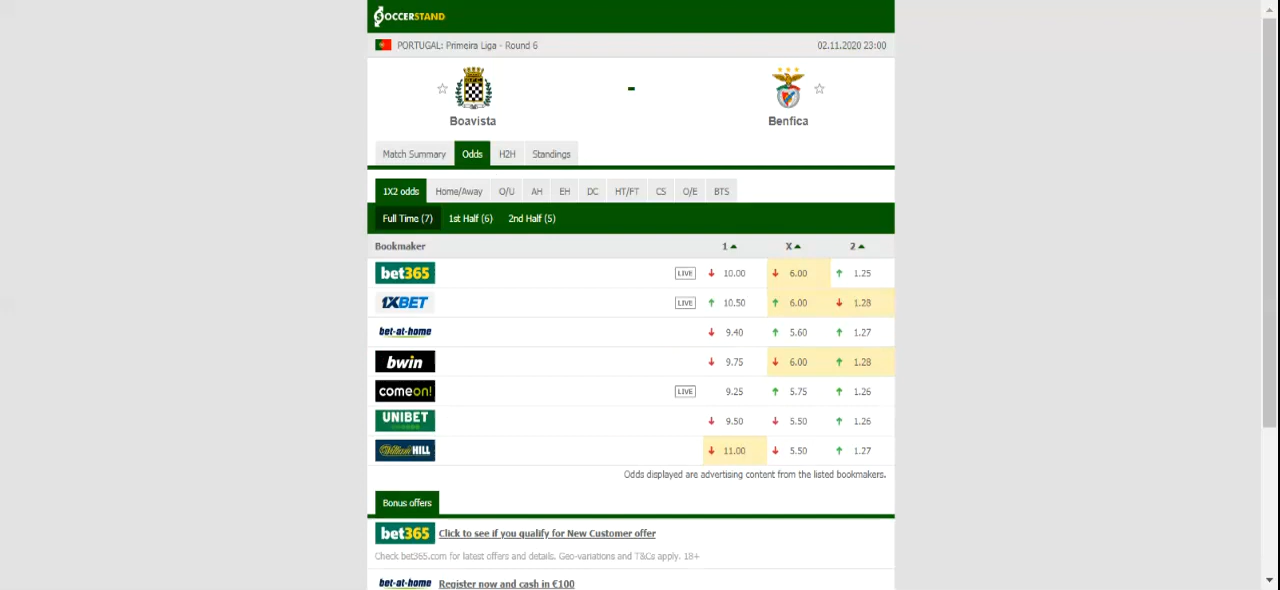 SOCCERSTAND
PORTUGAL: Primeira Liga - Round 6 02.11.2020 23:00
-
Boavista Benfica
Match Summary Odds H2H Standings
1X2 odds Home/Away O/U AH EH DC HT/FT CS O/E BTS
Full Time (7) 1st Half (6) 2nd Half (5)
Bookmaker 1 X 2
bet365 LIVE 10.00 6.00 1.25
1XBET LIVE 10.50 6.00 1.28
bet-at-home 9.40 5.60 1.27
bwin 9.75 6.00 1.28
comeon! LIVE 9.25 5.75 1.26
UNIBET 9.50 5.50 1.26
William HILL 11.00 5.50 1.27
Odds displayed are advertising content from the listed bookmakers.
Bonus offers
bet365 Click to see if you qualify for New Customer offer
Check bet365.com for latest offers and details. Geo-variations and T&Cs apply. 18+
bet-at-home Register now and cash in €100